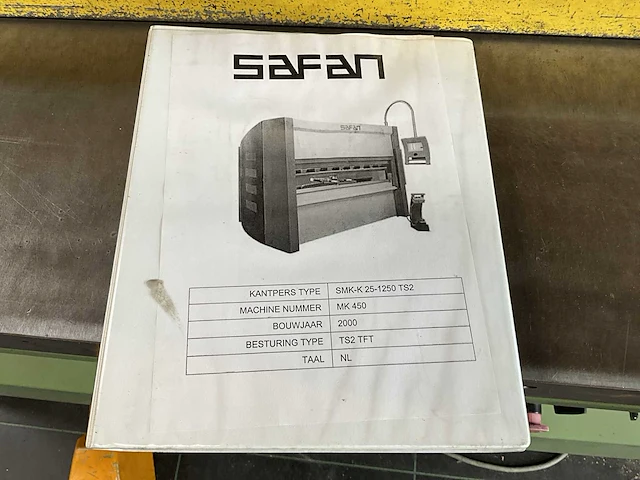 SAFAN
SAFAN
KANTPERS TYPE SMK-K 25-1250 TS2
MACHINE NUMMER MK 450
BOUWJAAR 2000
BESTURING TYPE TS2 TFT
TAAL NL